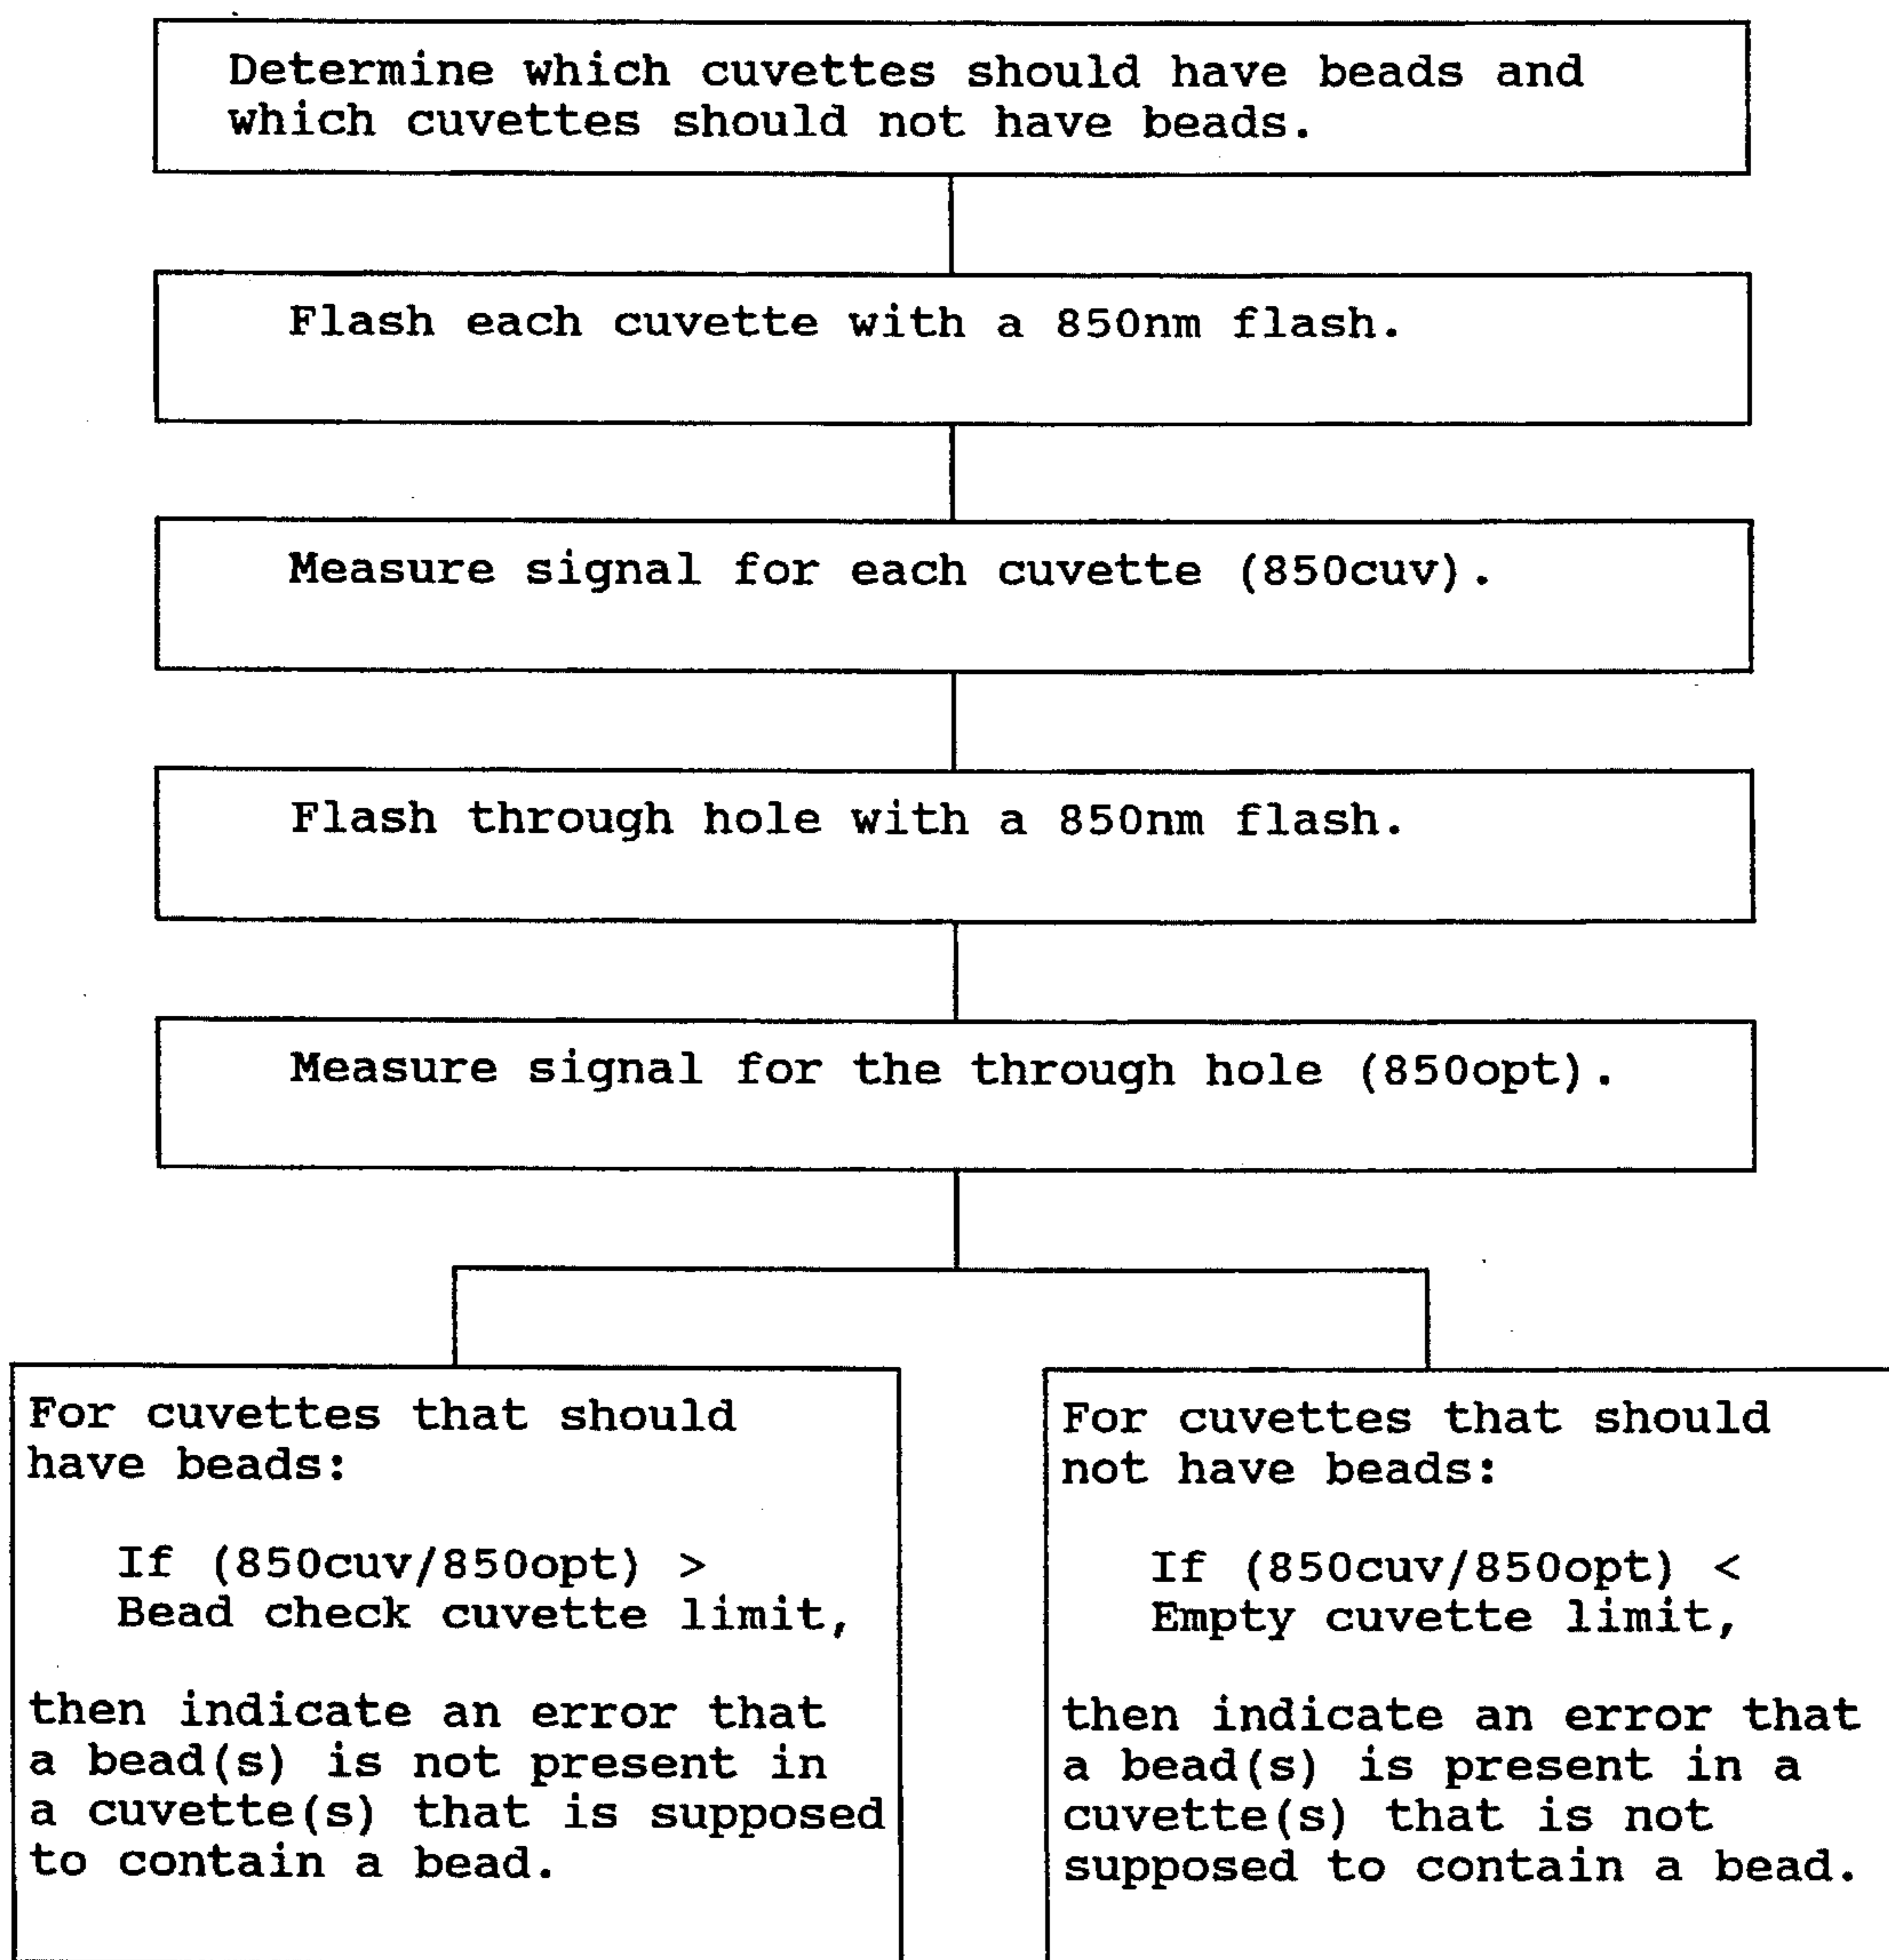 Determine which cuvettes should have beads and
which cuvettes should not have beads.
Flash each cuvette with a 850nm flash.
Measure signal for each cuvette (850cuv).
Flash through hole with a 850nm flash.
Measure signal for the through hole (850opt).
For cuvettes that should
have beads:
If (850cuv/850opt) >
Bead check cuvette limit,
then indicate an error that
a bead(s) is not present in
a cuvette(s) that is supposed
to contain a bead.
For cuvettes that should
not have beads:
If (850cuv/850opt) <
Empty cuvette limit,
then indicate an error that
a bead(s) is present in a
cuvette(s) that is not
supposed to contain a bead.